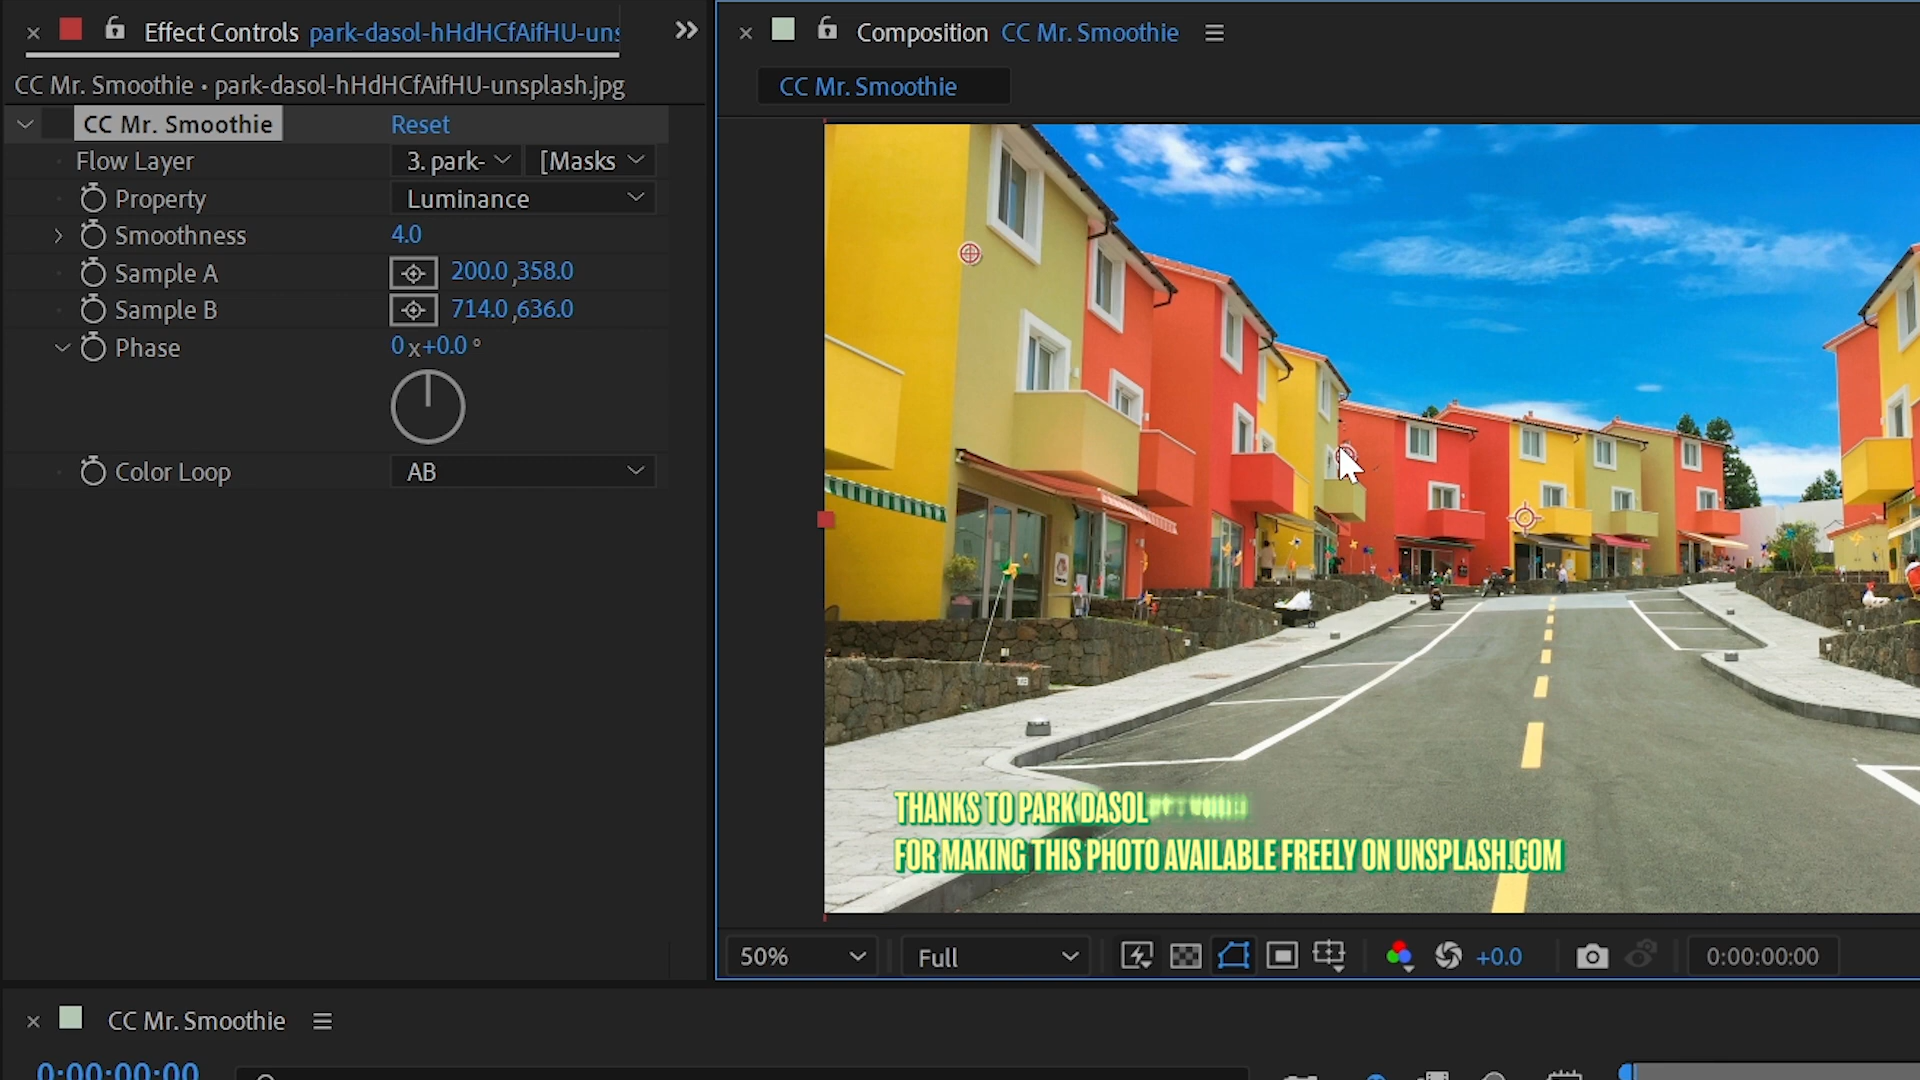 Effect Controls park-dasol-hHdHCfAifHU-uns
CC Mr. Smoothie • park-dasol-hHdHCfAifHU-unsplash.jpg
CC Mr. Smoothie Reset
Flow Layer 3. park- [Masks
Property Luminance
Smoothness 4.0
Sample A 200.0,358.0
Sample B 714.0,636.0
Phase 0x+0.0°
Color Loop AB
Composition CC Mr. Smoothie
CC Mr. Smoothie
THANKS TO PARK DASOL
FOR MAKING THIS PHOTO AVAILABLE FREELY ON UNSPLASH.COM
50% Full +0.0 0:00:00:00
CC Mr. Smoothie
0:00:00:00